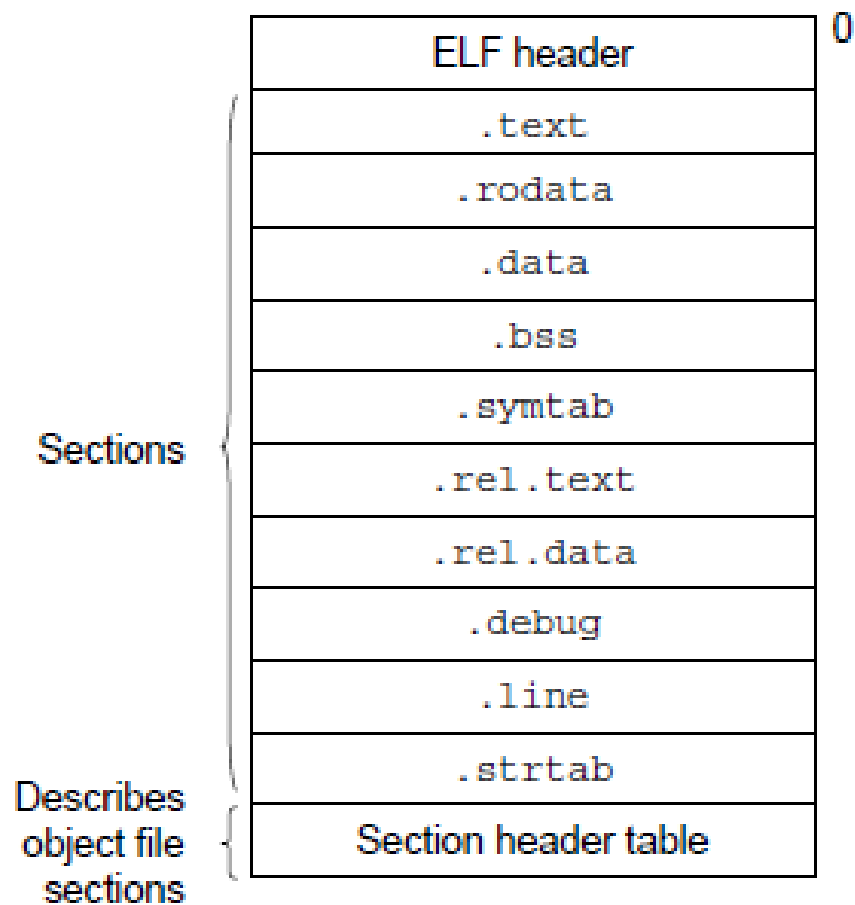 0
ELF header
.text
.rodata
.data
.bss
.symtab
Sections
.rel.text
.rel.data
.debug
.line
.strtab
Describes
object file
sections
Section header table